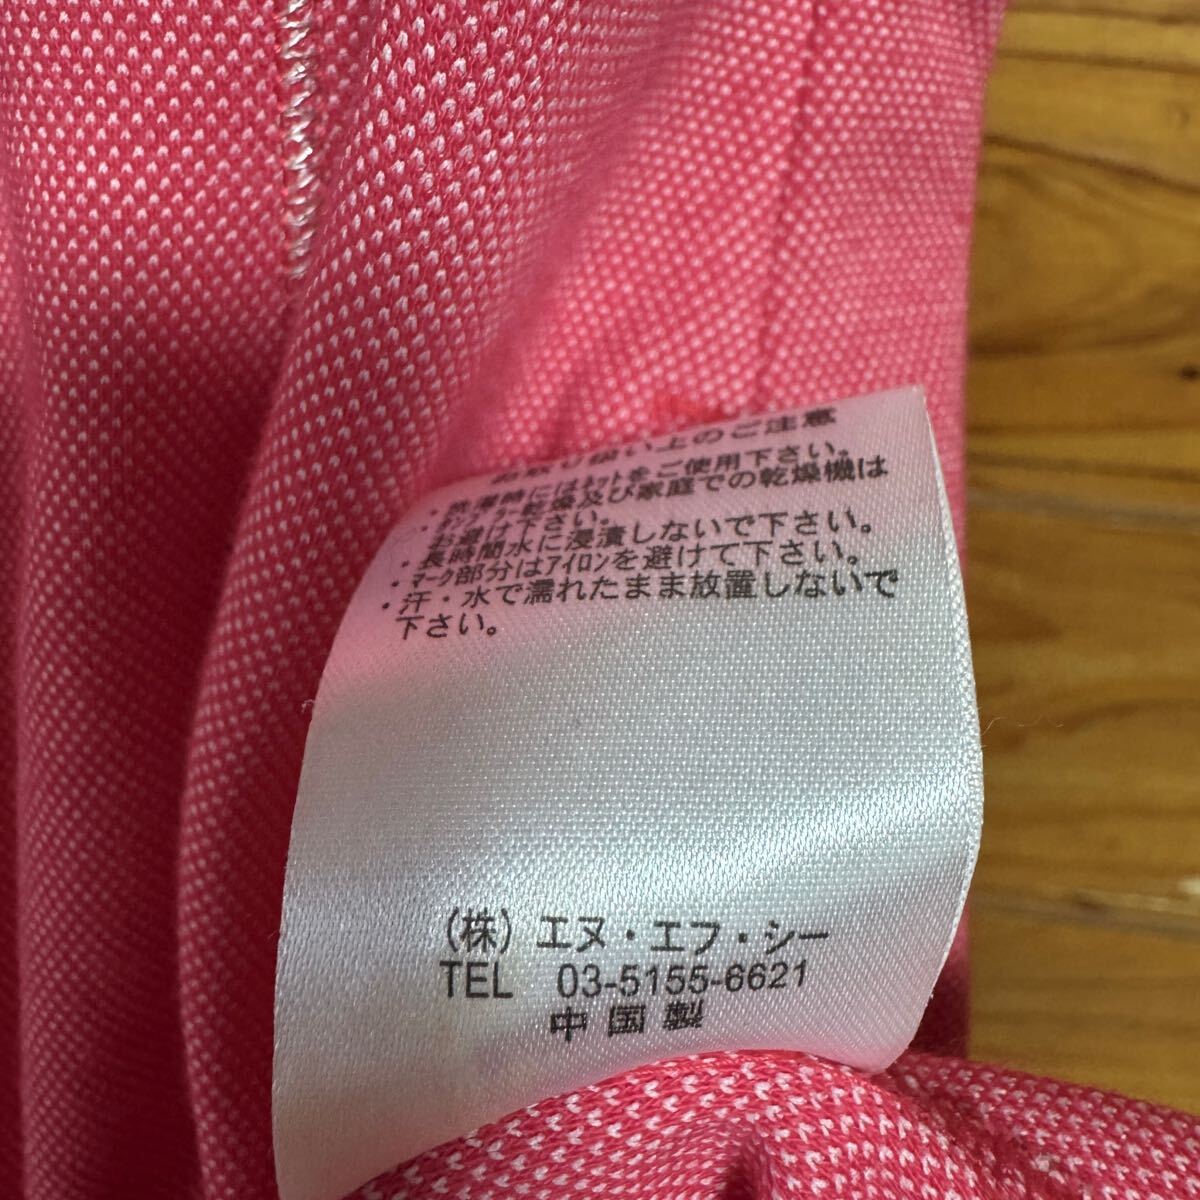 お取り扱い上のご注意
・洗濯時にはネットをご使用下さい。
・タンブラー乾燥及び家庭での乾燥機は
お避け下さい。
・長時間水に浸漬しないで下さい。
・マーク部分はアイロンを避けて下さい。
・汗・水で濡れたまま放置しないで
下さい。
(株) エヌ・エフ・シー
TEL 03-5155-6621
中国製